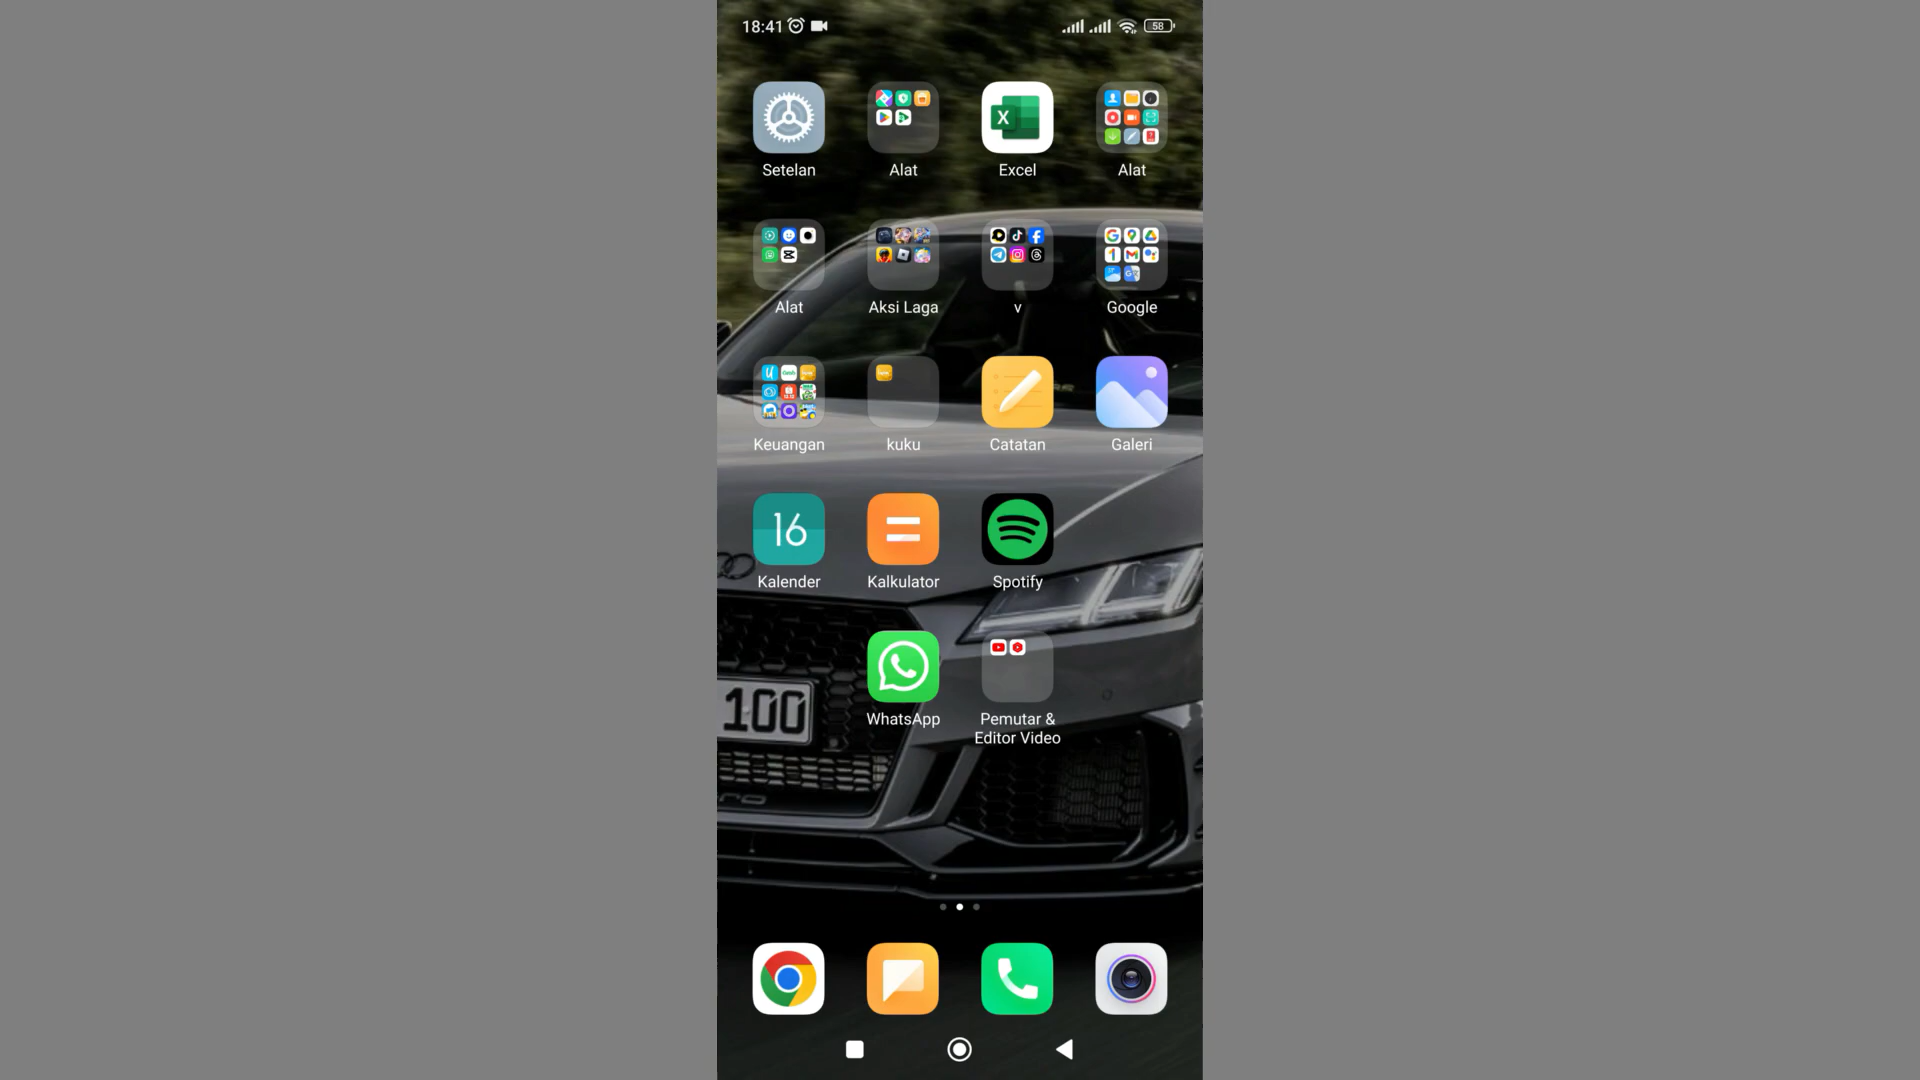 18:41
58
Setelan
Alat
Excel
Alat
Alat
Aksi Laga
v
Google
Keuangan
kuku
Catatan
Galeri
16
Kalender
Kalkulator
Spotify
100
WhatsApp
Pemutar &
Editor Video